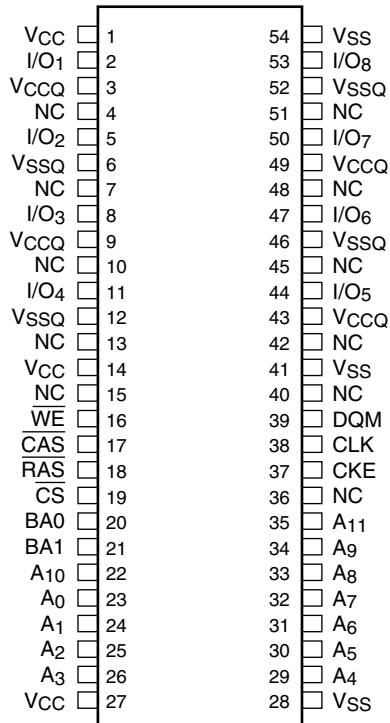 VCC 1 54 VSS
I/O1 2 53 I/O8
VCCQ 3 52 VSSQ
NC 4 51 NC
I/O2 5 50 I/O7
VSSQ 6 49 VCCQ
NC 7 48 NC
I/O3 8 47 I/O6
VCCQ 9 46 VSSQ
NC 10 45 NC
I/O4 11 44 I/O5
VSSQ 12 43 VCCQ
NC 13 42 NC
VCC 14 41 VSS
NC 15 40 NC
W̅E̅ 16 39 DQM
C̅A̅S̅ 17 38 CLK
R̅A̅S̅ 18 37 CKE
C̅S̅ 19 36 NC
BA0 20 35 A11
BA1 21 34 A9
A10 22 33 A8
A0 23 32 A7
A1 24 31 A6
A2 25 30 A5
A3 26 29 A4
VCC 27 28 VSS